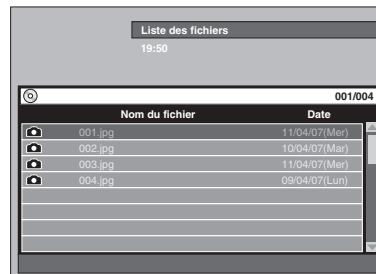 Liste des fichiers
19:50
001/004
Nom du fichier Date
001.jpg 11/04/07(Mer)
002.jpg 10/04/07(Mar)
003.jpg 11/04/07(Mer)
004.jpg 09/04/07(Lun)